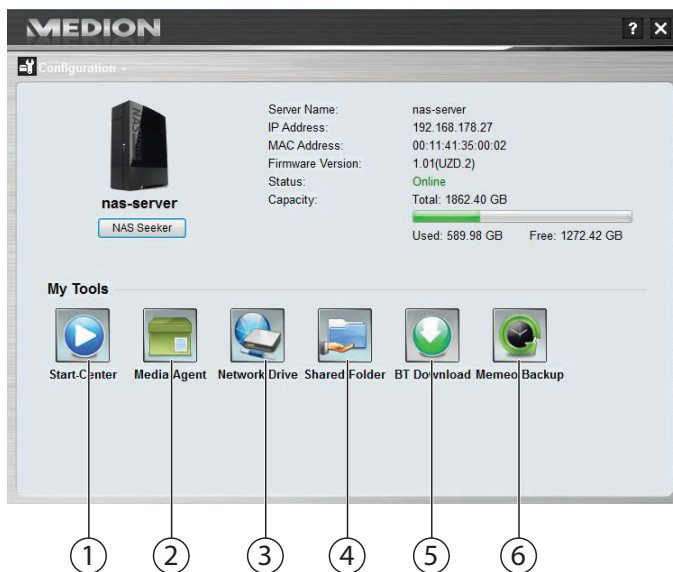 MEDION
? X
Configuration
NAS
Server Name: nas-server
IP Address: 192.168.178.27
MAC Address: 00:11:41:35:00:02
Firmware Version: 1.01(UZD.2)
Status: Online
Capacity: Total: 1862.40 GB
nas-server
NAS Seeker
Used: 589.98 GB Free: 1272.42 GB
My Tools
Start-Center Media Agent Network Drive Shared Folder BT Download Memeo Backup
1 2 3 4 5 6